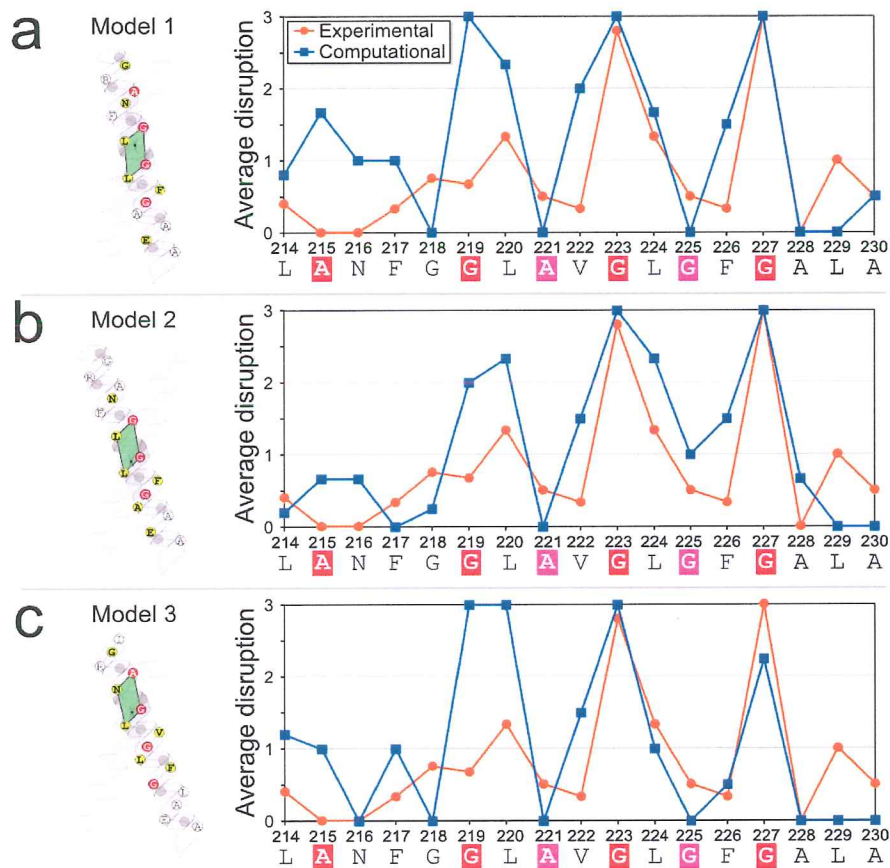 a
Model 1
G
A
N
L
G
L
G
F
G
A
A
E
A
Average disruption
3
2
1
0
Experimental
Computational
214 215 216 217 218 219 220 221 222 223 224 225 226 227 228 229 230
L A N F G G L A V G L G F G A L A
b
Model 2
G
R
A
N
F
G
L
G
L
F
G
A
A
E
A
Average disruption
3
2
1
0
214 215 216 217 218 219 220 221 222 223 224 225 226 227 228 229 230
L A N F G G L A V G L G F G A L A
c
Model 3
G
A
N
G
L
V
G
L
F
G
L
A
E
A
Average disruption
3
2
1
0
214 215 216 217 218 219 220 221 222 223 224 225 226 227 228 229 230
L A N F G G L A V G L G F G A L A